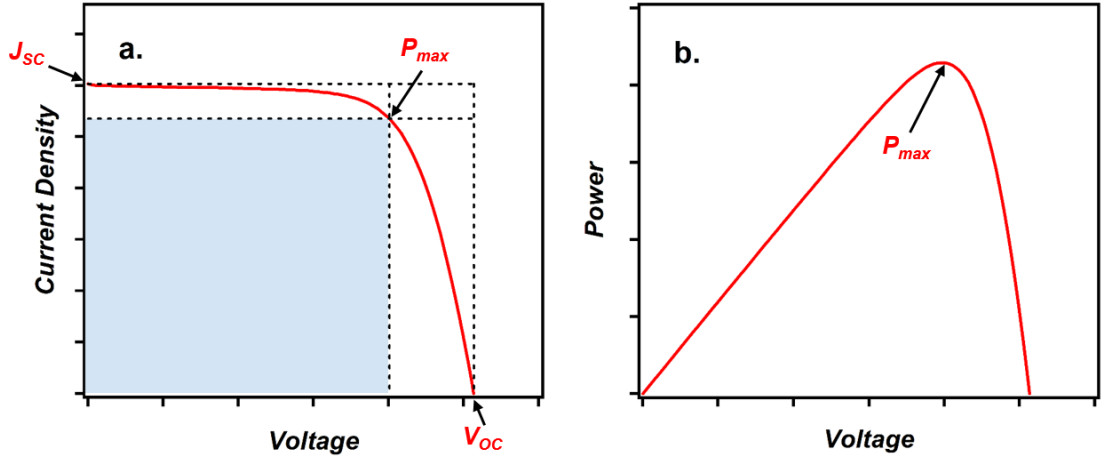 a.
J_SC
P_max
Current Density
Voltage
V_OC
b.
P_max
Power
Voltage